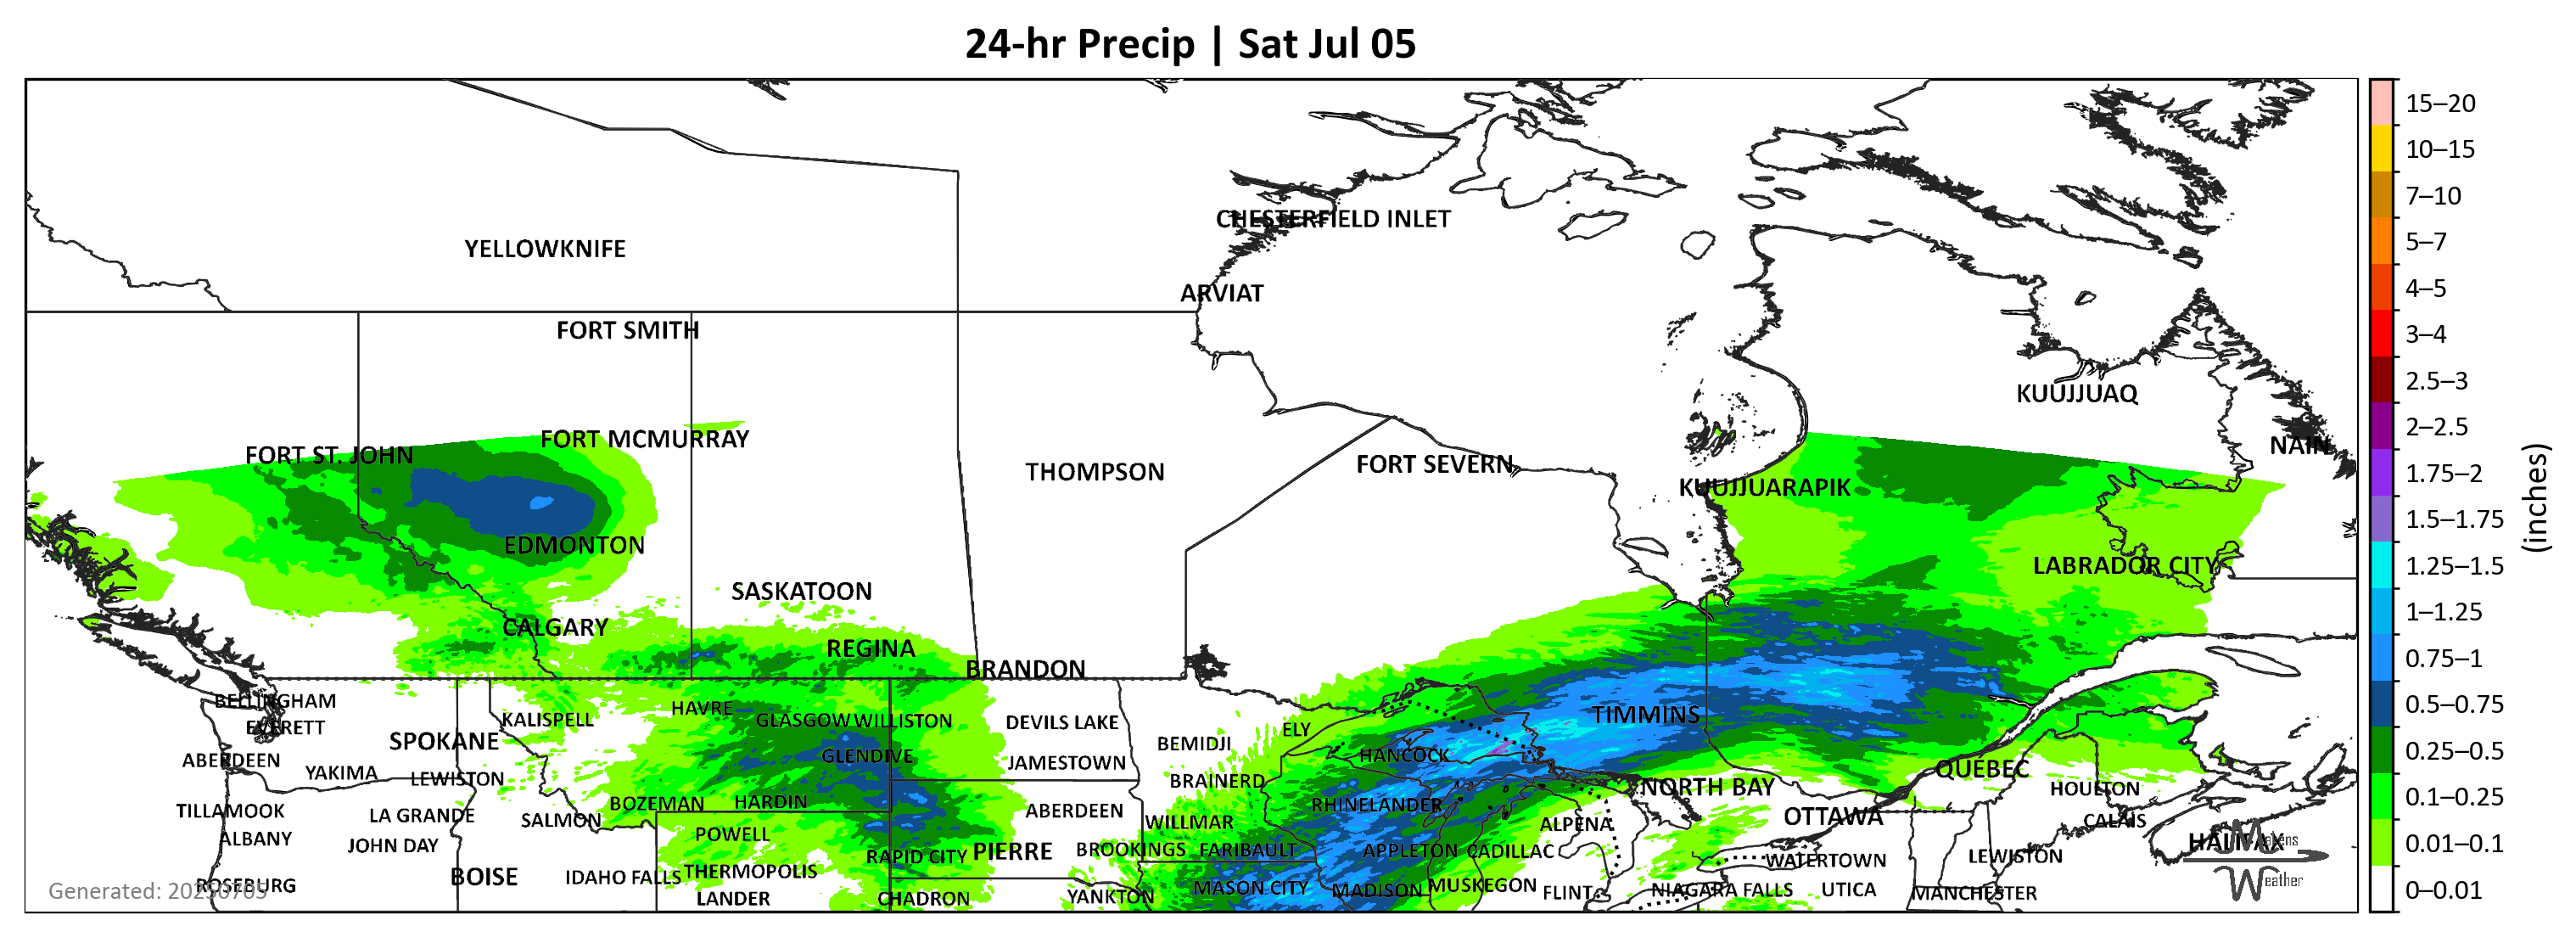 24-hr Precip | Sat Jul 05
15–20
10–15
7–10
5–7
4–5
3–4
2.5–3
2–2.5
1.75–2
1.5–1.75
1.25–1.5
1–1.25
0.75–1
0.5–0.75
0.25–0.5
0.1–0.25
0.01–0.1
0–0.01
(inches)
CHESTERFIELD INLET
YELLOWKNIFE
ARVIAT
FORT SMITH
KUUJJUAQ
FORT MCMURRAY
NAIN
FORT ST. JOHN
FORT SEVERN
THOMPSON
KUUJJUARAPIK
EDMONTON
LABRADOR CITY
SASKATOON
CALGARY
REGINA
BRANDON
BELLINGHAM
HAVRE
TIMMINS
KALISPELL
GLASGOW
WILLISTON
DEVILS LAKE
EVERETT
ELY
SPOKANE
BEMIDJI
GLENDIVE
HANCOCK
ABERDEEN
JAMESTOWN
QUÉBEC
YAKIMA
LEWISTON
BRAINERD
NORTH BAY
HOULTON
BOZEMAN
HARDIN
RHINELANDER
TILLAMOOK
LA GRANDE
SALMON
ABERDEEN
WILLMAR
ALPENA
OTTAWA
CALAIS
ALBANY
JOHN DAY
POWELL
HALIFAX
RAPID CITY
PIERRE
BROOKINGS
FARIBAULT
APPLETON
CADILLAC
WATERTOWN
LEWISTON
BOISE
IDAHO FALLS
THERMOPOLIS
ROSEBURG
Generated: 20250705
LANDER
CHADRON
YANKTON
MASON CITY
MADISON
MUSKEGON
FLINT
NIAGARA FALLS
UTICA
MANCHESTER
Matens
Weather